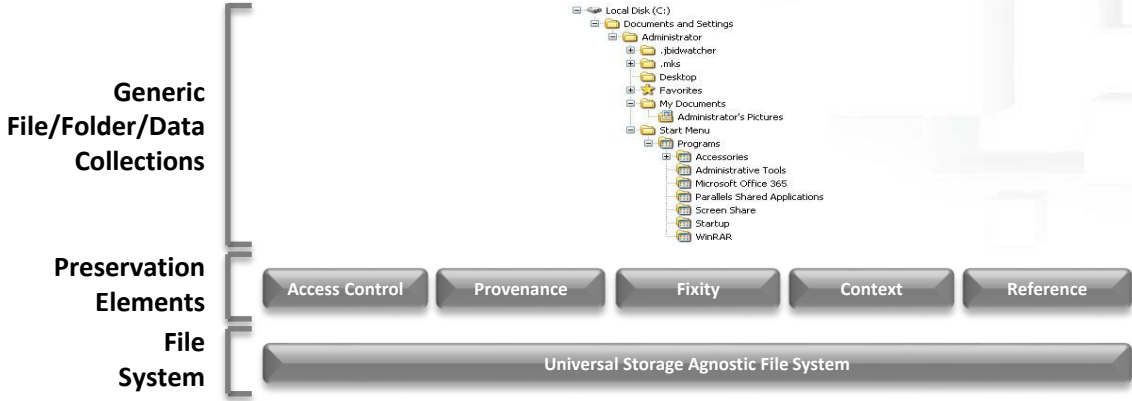 Local Disk (C:)
Documents and Settings
Administrator
.jbidwatcher
.mks
Desktop
Favorites
My Documents
Administrator's Pictures
Start Menu
Programs
Accessories
Administrative Tools
Microsoft Office 365
Parallels Shared Applications
Screen Share
Startup
WinRAR
Generic
File/Folder/Data
Collections
Preservation
Elements
Access Control
Provenance
Fixity
Context
Reference
File
System
Universal Storage Agnostic File System